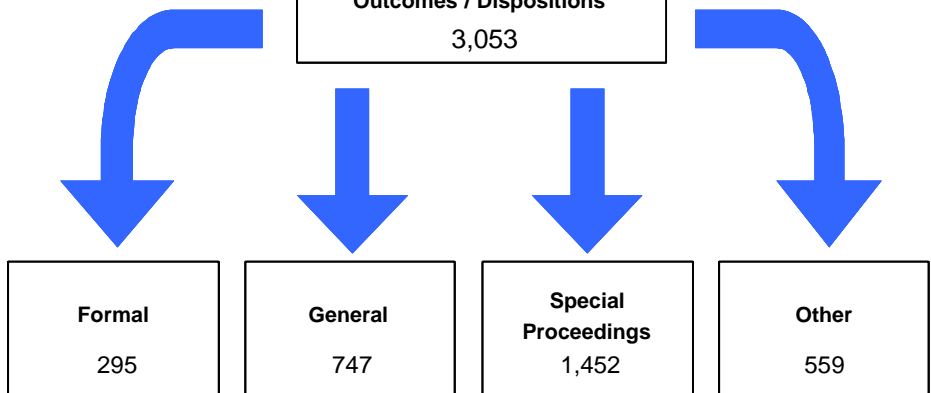 Outcomes / Dispositions
3,053
Formal
295
General
747
Special
Proceedings
1,452
Other
559